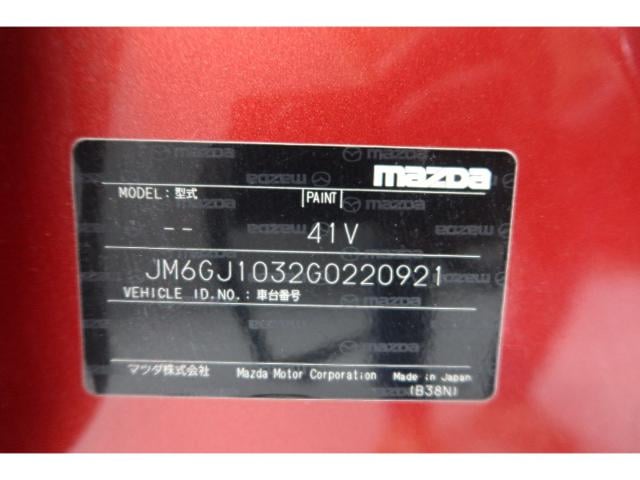 mazda
MODEL : 型式 PAINT
-- 41V
JM6GJ1032G0220921
VEHICLE ID.NO. : 車台番号
マツダ株式会社 Mazda Motor Corporation Made in Japan
(B38N)